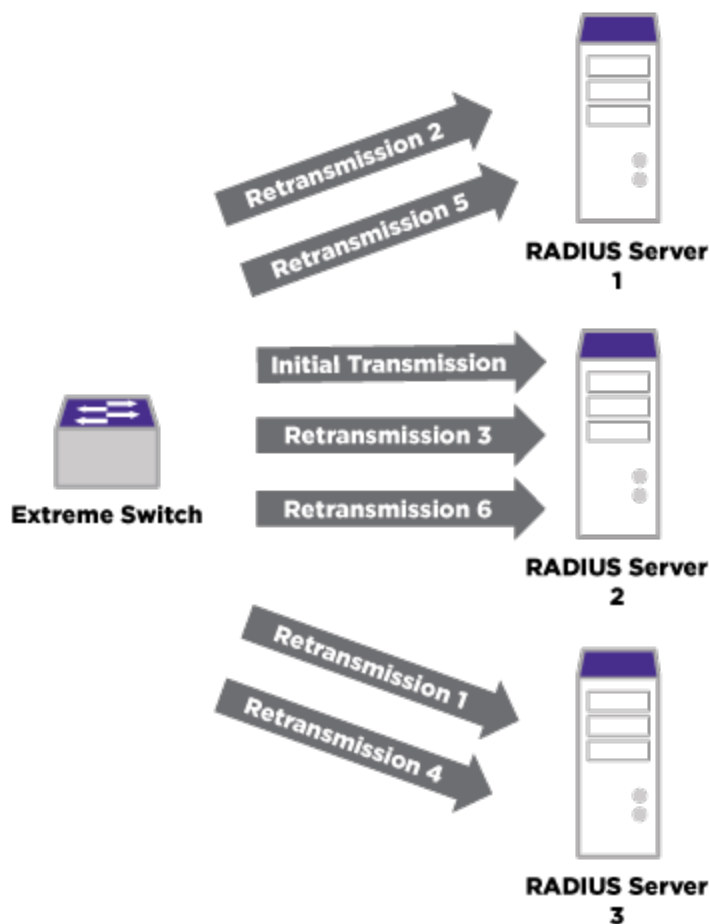 Retransmission 2
Retransmission 5
RADIUS Server
1
Initial Transmission
Retransmission 3
Retransmission 6
Extreme Switch
RADIUS Server
2
Retransmission 1
Retransmission 4
RADIUS Server
3